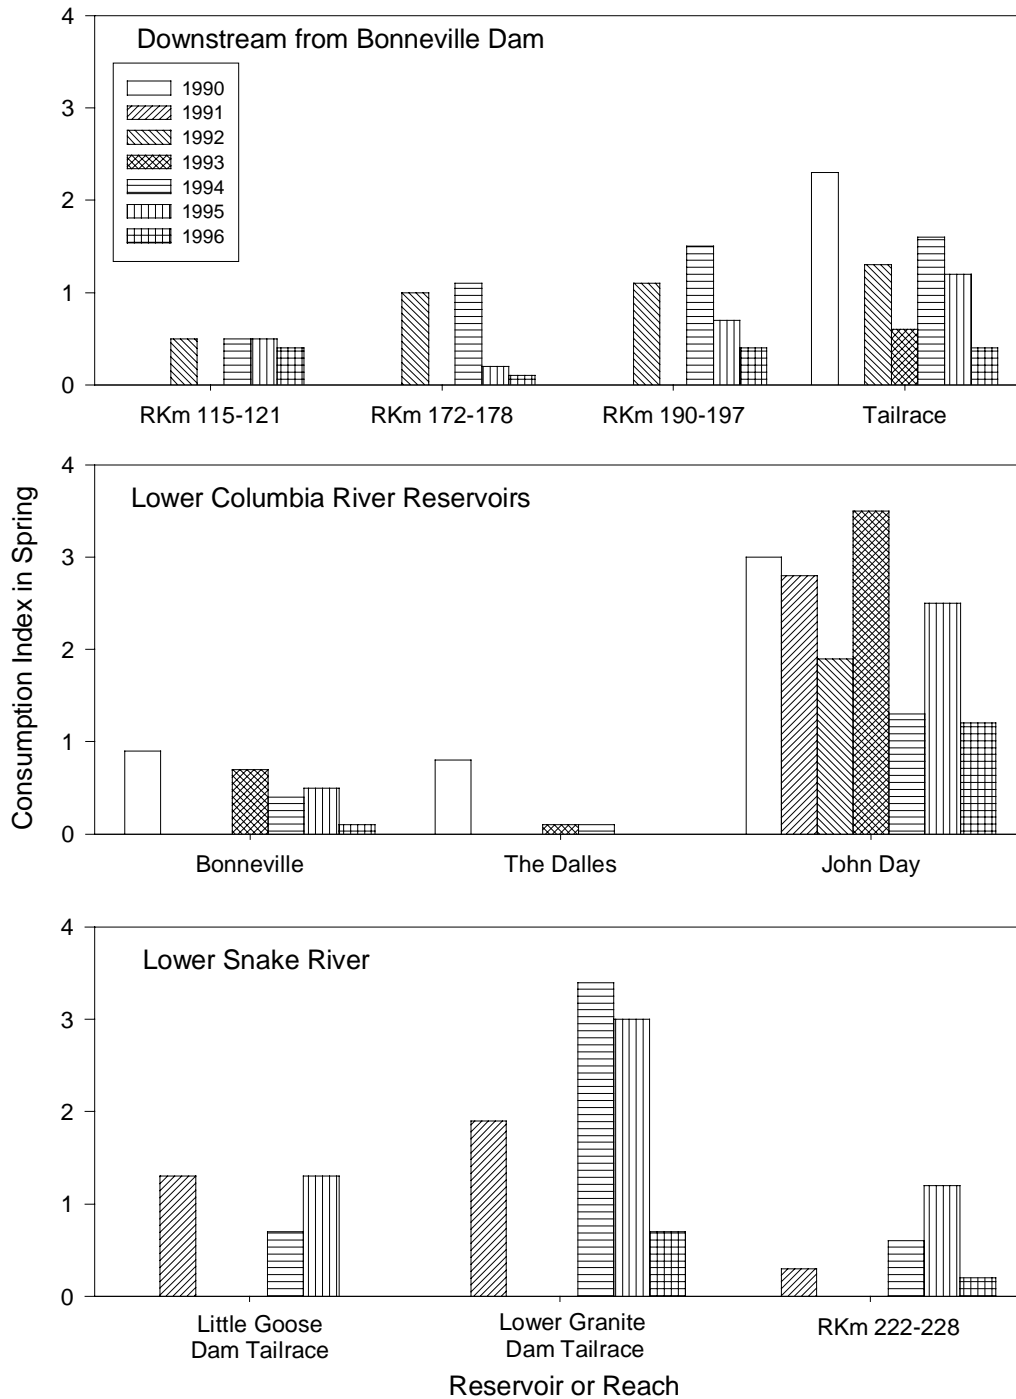 4
Downstream from Bonneville Dam
1990
1991
1992
1993
1994
1995
1996
3
2
1
0
RKm 115-121 RKm 172-178 RKm 190-197 Tailrace
Consumption Index in Spring
4
Lower Columbia River Reservoirs
3
2
1
0
Bonneville The Dalles John Day
4
Lower Snake River
3
2
1
0
Little Goose Lower Granite RKm 222-228
Dam Tailrace Dam Tailrace
Reservoir or Reach